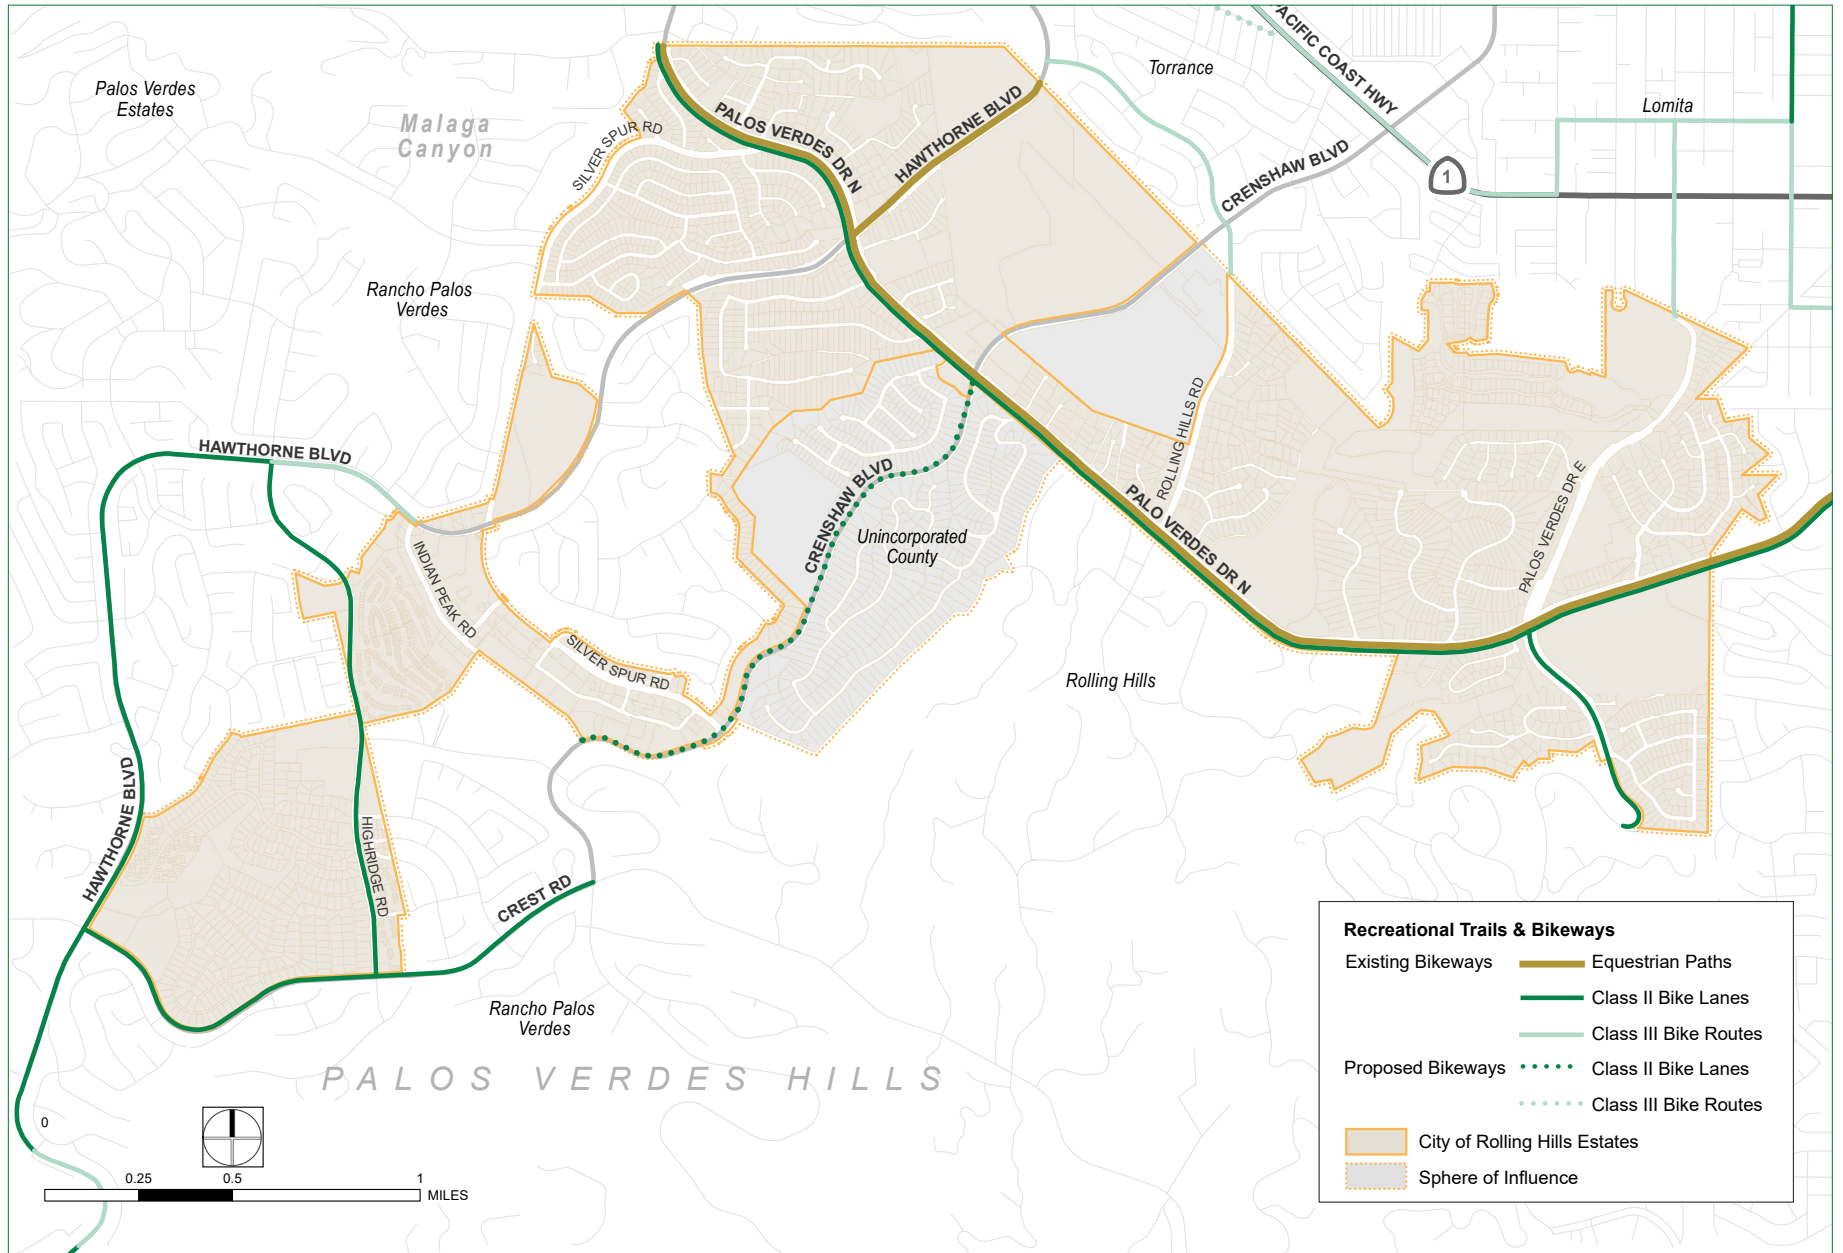 Palos Verdes
Estates
Malaga
Canyon
Torrance
PACIFIC COAST HWY
Lomita
SILVER SPUR RD
PALOS VERDES DR N
HAWTHORNE BLVD
CRENSHAW BLVD
1
Rancho Palos
Verdes
HAWTHORNE BLVD
CRENSHAW BLVD
ROLLING HILLS RD
PALO VERDES DR N
PALOS VERDES DR E
Unincorporated
County
INDIAN PEAK RD
SILVER SPUR RD
Rolling Hills
HAWTHORNE BLVD
HIGHRIDGE RD
CREST RD
Rancho Palos
Verdes
PALOS VERDES HILLS
0
0.25
0.5
1
MILES
Recreational Trails & Bikeways
Existing Bikeways
Equestrian Paths
Class II Bike Lanes
Class III Bike Routes
Proposed Bikeways
Class II Bike Lanes
Class III Bike Routes
City of Rolling Hills Estates
Sphere of Influence